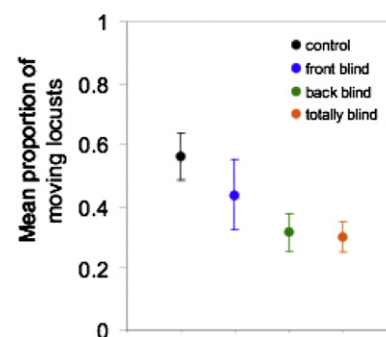 Mean proportion of
moving locusts
1
0.8
0.6
0.4
0.2
0
control
front blind
back blind
totally blind